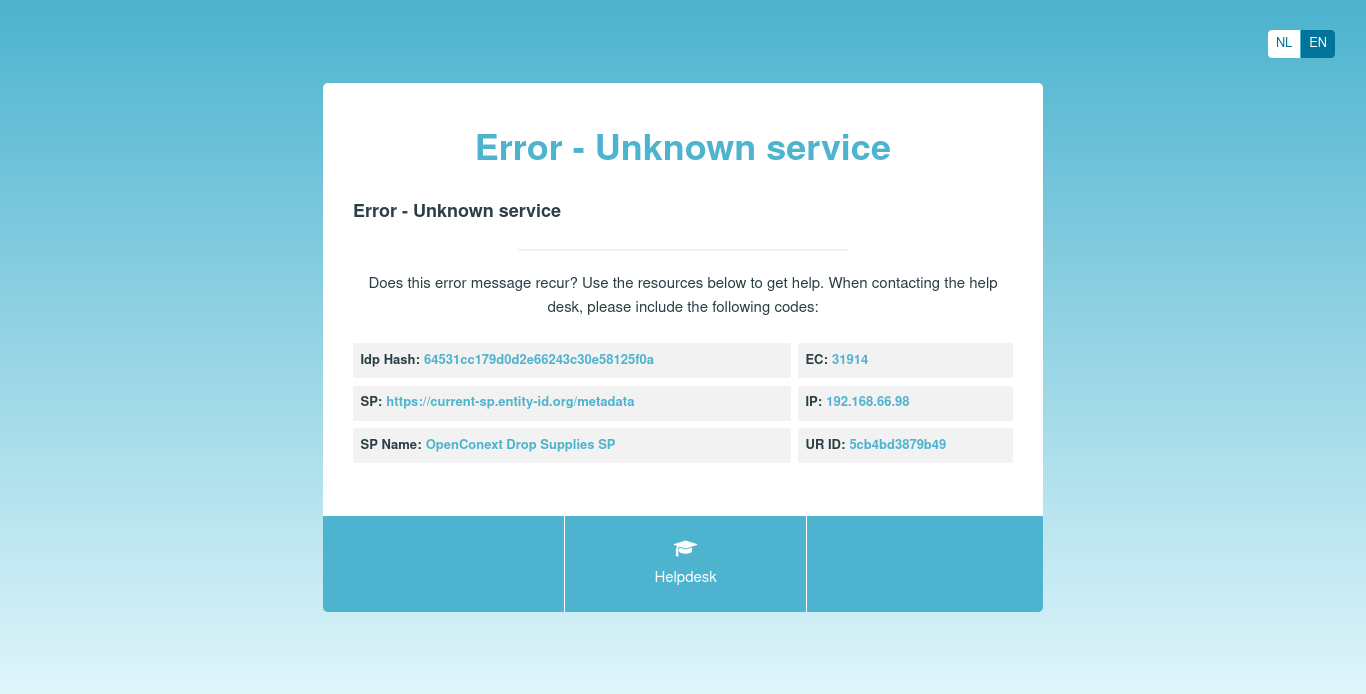 NL EN
Error - Unknown service
Error - Unknown service
Does this error message recur? Use the resources below to get help. When contacting the help
desk, please include the following codes:
Idp Hash: 64531cc179d0d2e66243c30e58125f0a
EC: 31914
SP: https://current-sp.entity-id.org/metadata
IP: 192.168.66.98
SP Name: OpenConext Drop Supplies SP
UR ID: 5cb4bd3879b49
Helpdesk